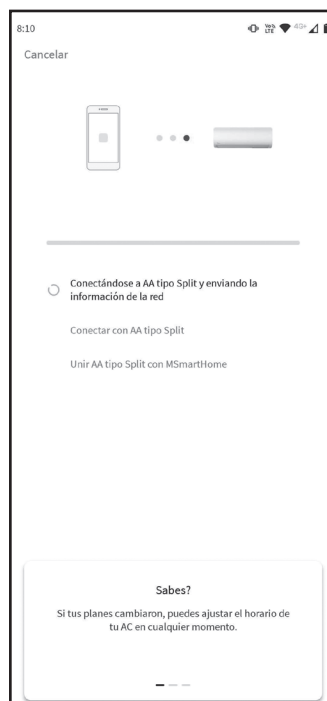 8:10
4G+
Cancelar
Conectándose a AA tipo Split y enviando la
información de la red
Conectar con AA tipo Split
Unir AA tipo Split con MSmartHome
Sabes?
Si tus planes cambiaron, puedes ajustar el horario de
tu AC en cualquier momento.